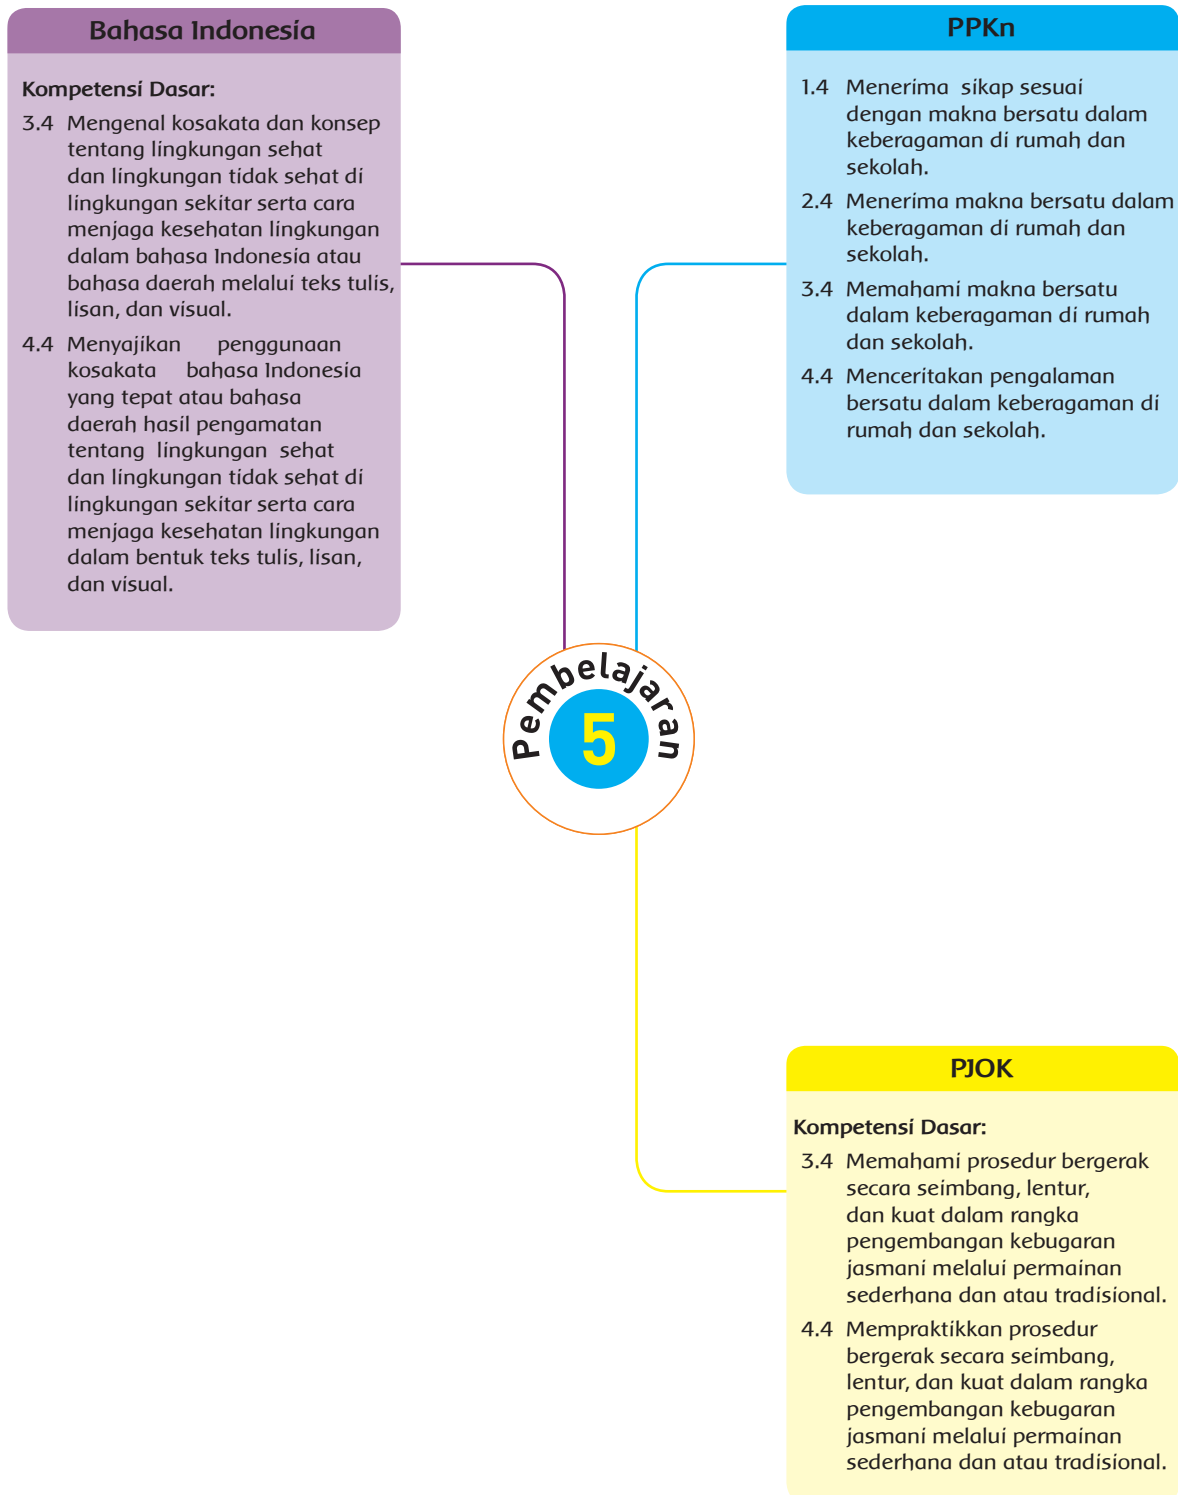 Bahasa Indonesia
Kompetensi Dasar:
3.4 Mengenal kosakata dan konsep
tentang lingkungan sehat
dan lingkungan tidak sehat di
lingkungan sekitar serta cara
menjaga kesehatan lingkungan
dalam bahasa Indonesia atau
bahasa daerah melalui teks tulis,
lisan, dan visual.
4.4 Menyajikan penggunaan
kosakata bahasa Indonesia
yang tepat atau bahasa
daerah hasil pengamatan
tentang lingkungan sehat
dan lingkungan tidak sehat di
lingkungan sekitar serta cara
menjaga kesehatan lingkungan
dalam bentuk teks tulis, lisan,
dan visual.
PPKn
1.4 Menerima sikap sesuai
dengan makna bersatu dalam
keberagaman di rumah dan
sekolah.
2.4 Menerima makna bersatu dalam
keberagaman di rumah dan
sekolah.
3.4 Memahami makna bersatu
dalam keberagaman di rumah
dan sekolah.
4.4 Menceritakan pengalaman
bersatu dalam keberagaman di
rumah dan sekolah.
Pembelajaran
5
PJOK
Kompetensi Dasar:
3.4 Memahami prosedur bergerak
secara seimbang, lentur,
dan kuat dalam rangka
pengembangan kebugaran
jasmani melalui permainan
sederhana dan atau tradisional.
4.4 Mempraktikkan prosedur
bergerak secara seimbang,
lentur, dan kuat dalam rangka
pengembangan kebugaran
jasmani melalui permainan
sederhana dan atau tradisional.